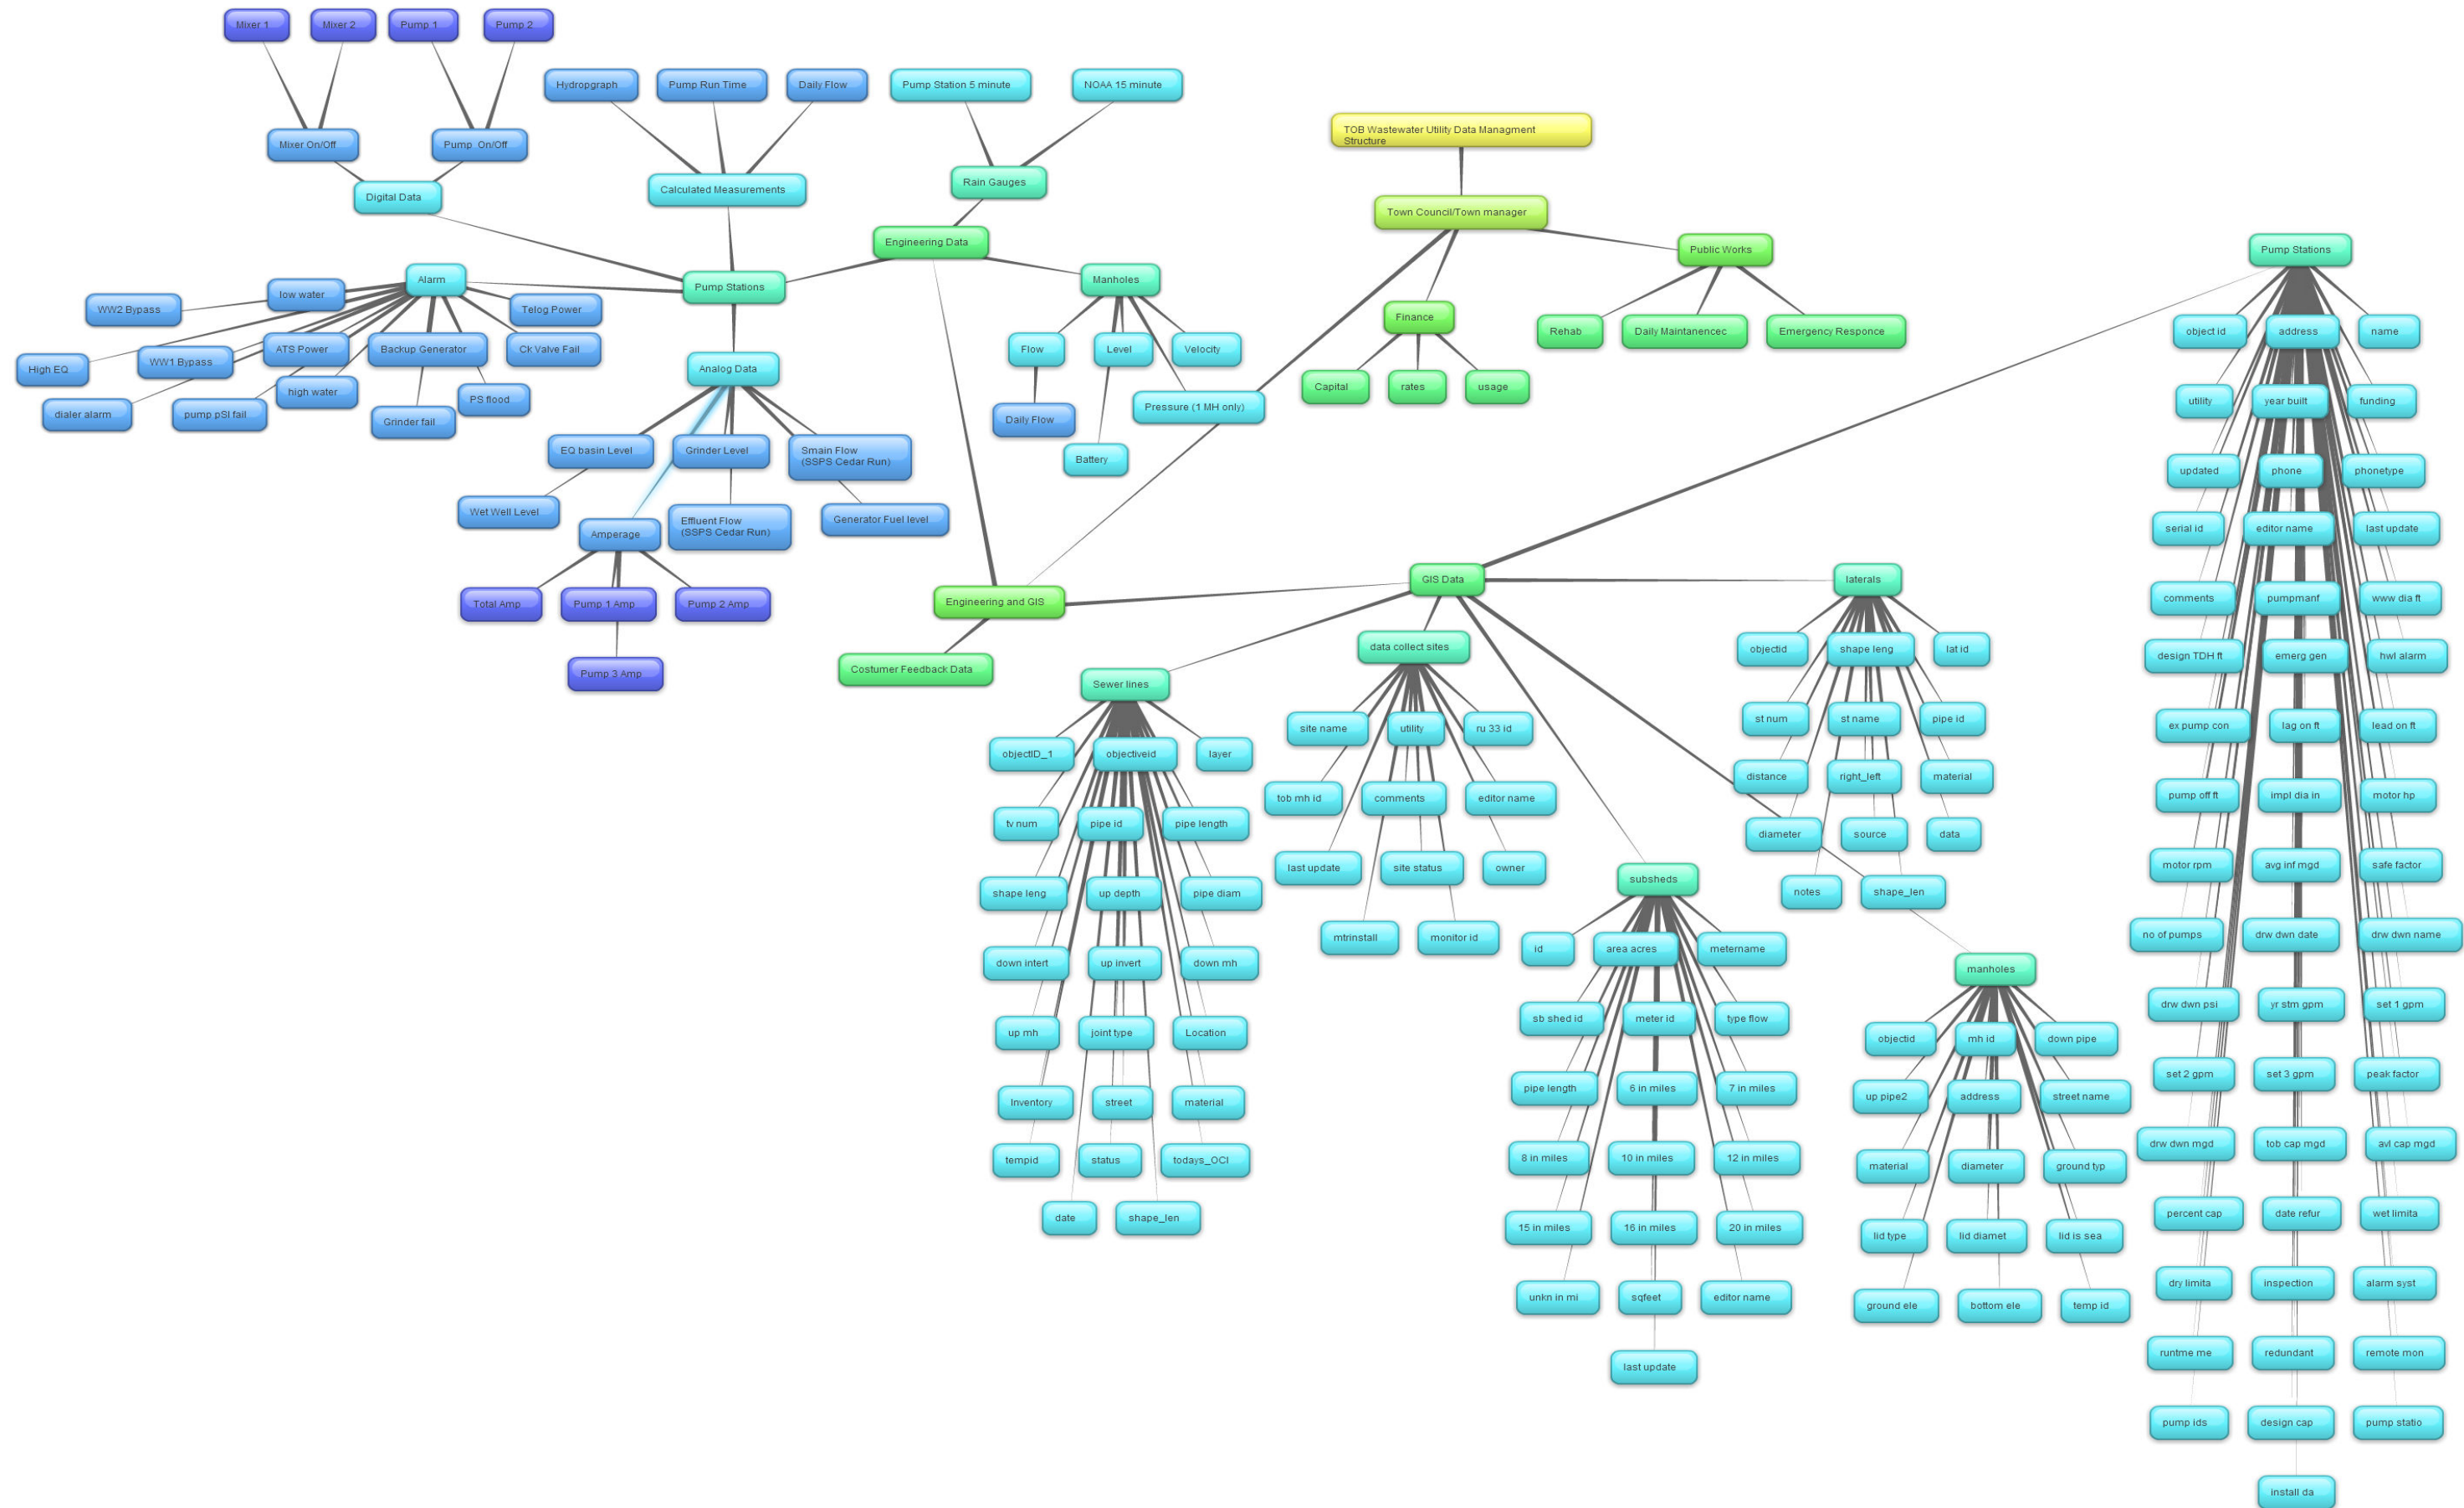 Mixer 1
Mixer 2
Pump 1
Pump 2
Hydropgraph
Pump Run Time
Daily Flow
Pump Station 5 minute
NOAA 15 minute
Mixer On/Off
Pump On/Off
TOB Wastewater Utility Data Managment
Structure
Digital Data
Calculated Measurements
Rain Gauges
Town Council/Town manager
Engineering Data
Public Works
Pump Stations
Alarm
Pump Stations
Manholes
low water
WW2 Bypass
Telog Power
Finance
Rehab
Daily Maintanencec
Emergency Responce
object id
address
name
High EQ
WW1 Bypass
ATS Power
Backup Generator
Ck Valve Fail
Analog Data
Flow
Level
Velocity
Capital
rates
usage
dialer alarm
pump pSI fail
high water
Grinder fail
PS flood
Daily Flow
Pressure (1 MH only)
utility
year built
funding
EQ basin Level
Grinder Level
Smain Flow
(SSPS Cedar Run)
Battery
updated
phone
phonetype
Wet Well Level
Amperage
Effluent Flow
(SSPS Cedar Run)
Generator Fuel level
serial id
editor name
last update
Total Amp
Pump 1 Amp
Pump 2 Amp
Engineering and GIS
GIS Data
laterals
comments
pumpmanf
www dia ft
Pump 3 Amp
Costumer Feedback Data
Sewer lines
data collect sites
objectid
shape leng
lat id
design TDH ft
emerg gen
hwl alarm
objectID_1
objectiveid
layer
site name
utility
ru 33 id
st num
st name
pipe id
ex pump con
lag on ft
lead on ft
tv num
pipe id
pipe length
tob mh id
comments
editor name
distance
right_left
material
pump off ft
impl dia in
motor hp
diameter
source
data
shape leng
up depth
pipe diam
last update
site status
owner
subsheds
notes
shape_len
motor rpm
avg inf mgd
safe factor
down intert
up invert
down mh
mtrinstall
monitor id
id
area acres
metername
manholes
no of pumps
drw dwn date
drw dwn name
up mh
joint type
Location
sb shed id
meter id
type flow
objectid
mh id
down pipe
drw dwn psi
yr stm gpm
set 1 gpm
Inventory
street
material
pipe length
6 in miles
7 in miles
up pipe2
address
street name
set 2 gpm
set 3 gpm
peak factor
tempid
status
todays_OCI
8 in miles
10 in miles
12 in miles
material
diameter
ground typ
drw dwn mgd
tob cap mgd
avl cap mgd
date
shape_len
15 in miles
16 in miles
20 in miles
lid type
lid diamet
lid is sea
percent cap
date refur
wet limita
unkn in mi
sqfeet
editor name
ground ele
bottom ele
temp id
dry limita
inspection
alarm syst
last update
runtme me
redundant
remote mon
pump ids
design cap
pump statio
install da